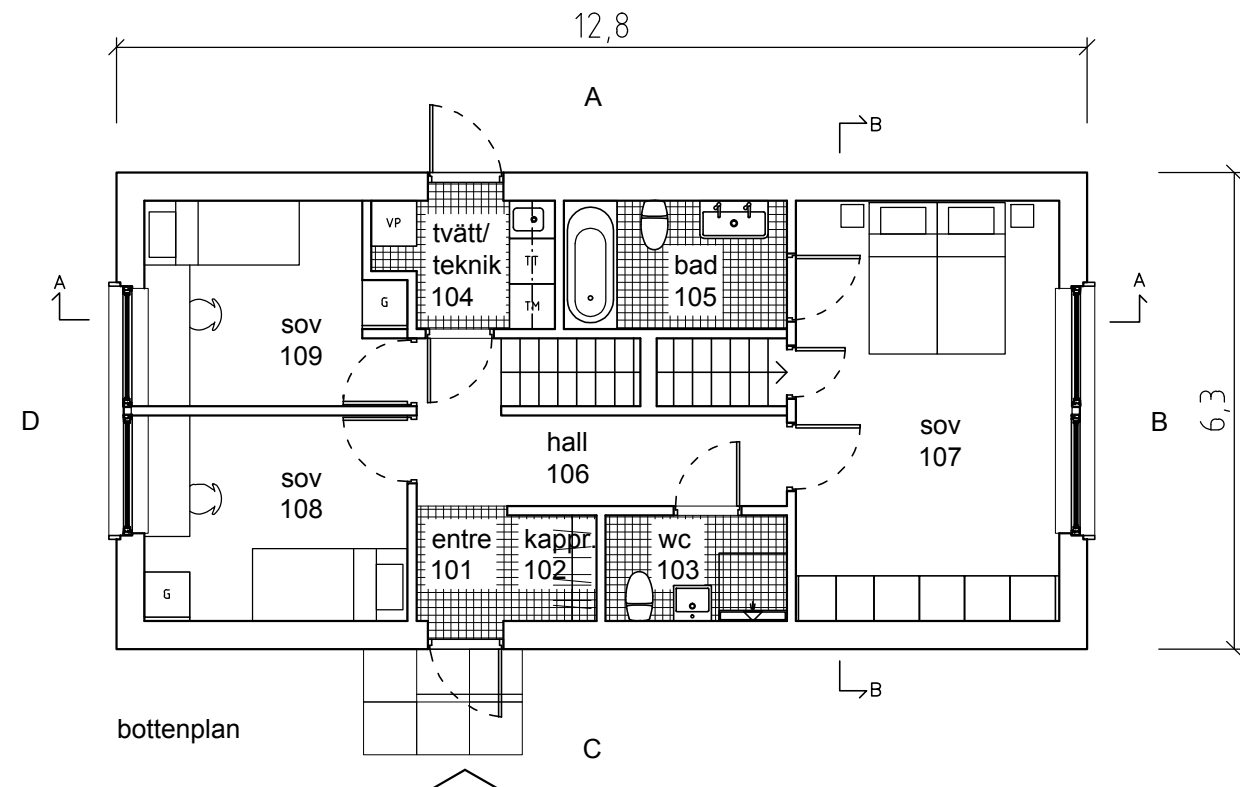 12,8
A
B
VP
tvätt/
teknik
104
TT
TM
bad
105
A
G
sov
109
A
D
B
6,3
hall
106
sov
107
sov
108
entre
101
kappr.
102
wc
103
G
B
bottenplan
C